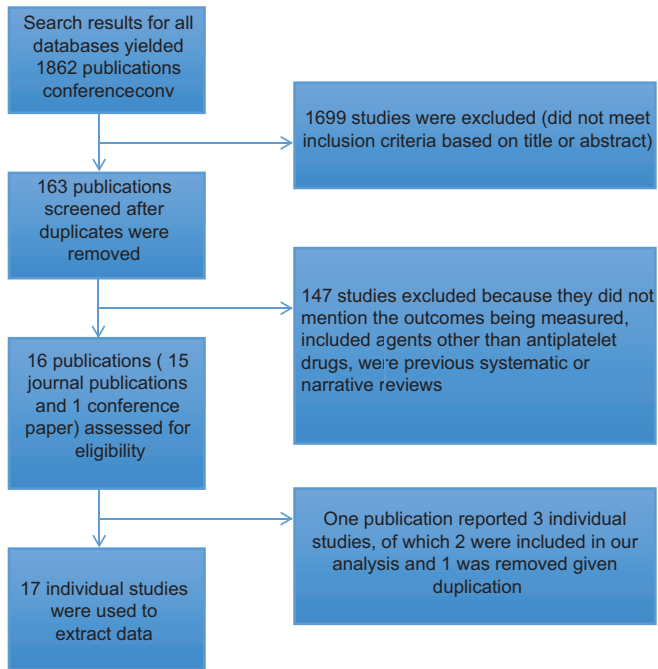 Search results for all
databases yielded
1862 publications
conferenceconv
1699 studies were excluded (did not meet
inclusion criteria based on title or abstract)
163 publications
screened after
duplicates were
removed
147 studies excluded because they did not
mention the outcomes being measured,
included agents other than antiplatelet
drugs, were previous systematic or
narrative reviews
16 publications ( 15
journal publications
and 1 conference
paper) assessed for
eligibility
One publication reported 3 individual
studies, of which 2 were included in our
analysis and 1 was removed given
duplication
17 individual studies
were used to
extract data